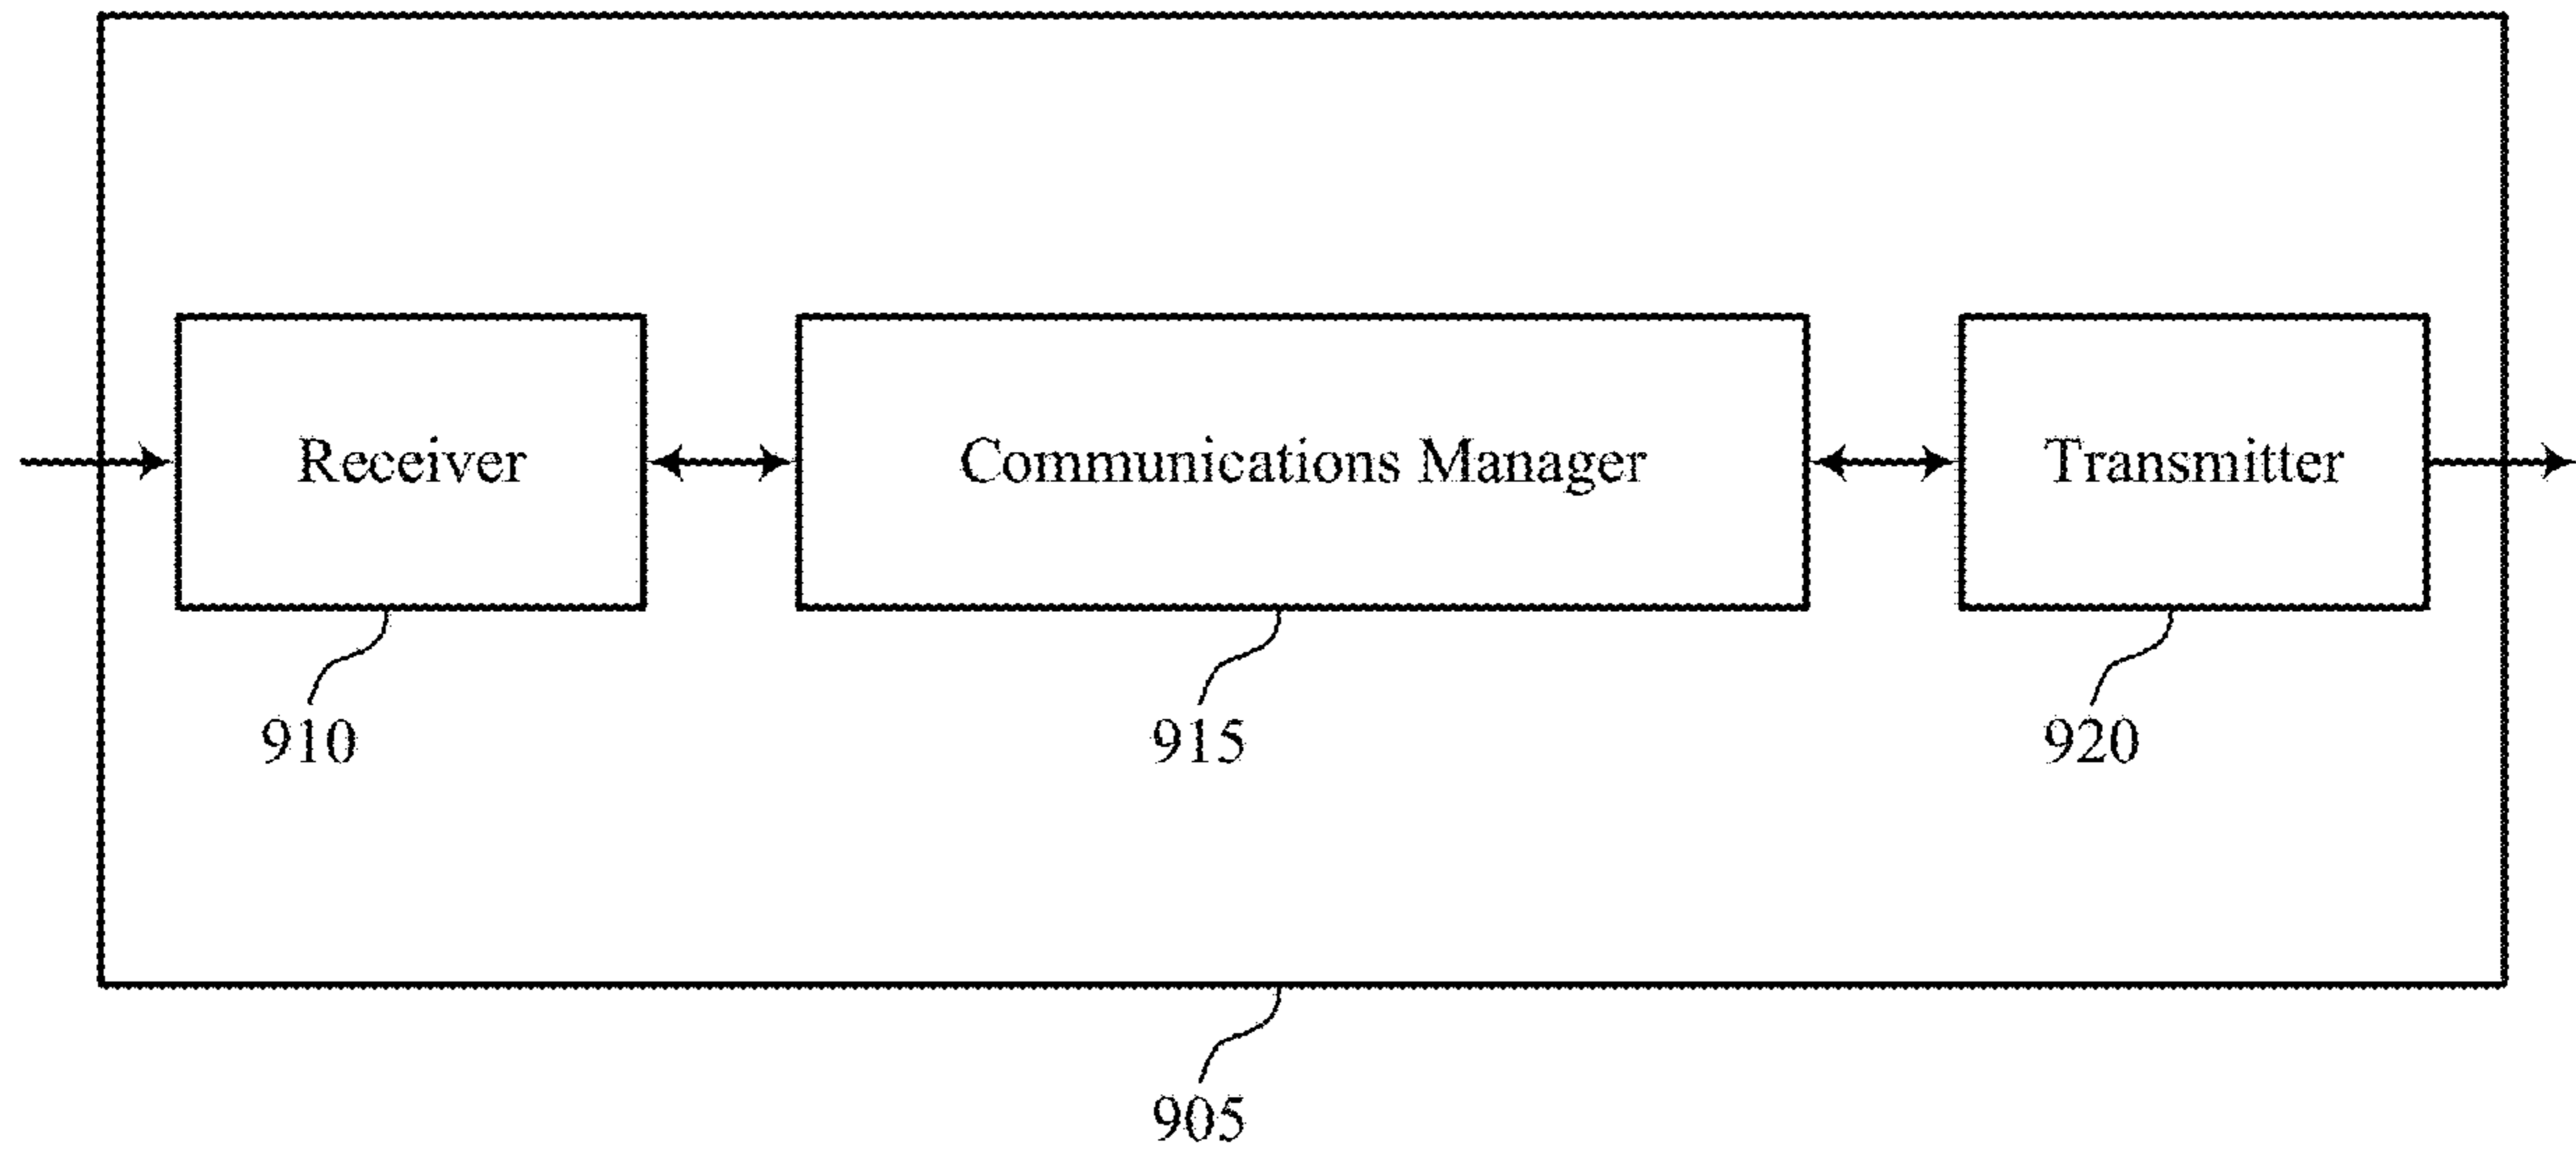 Receiver
Communications Manager
Transmitter
910
915
920
905